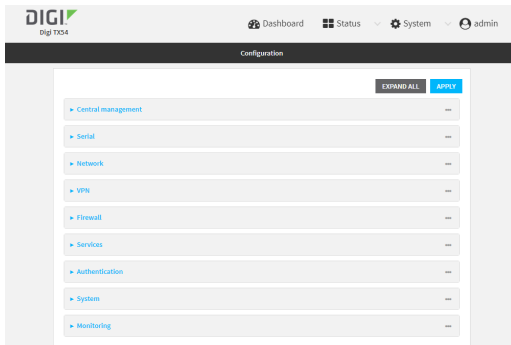 DIGI.
Digi TX54
Dashboard
Status
System
admin
Configuration
EXPAND ALL
APPLY
Central management
Serial
Network
VPN
Firewall
Services
Authentication
System
Monitoring